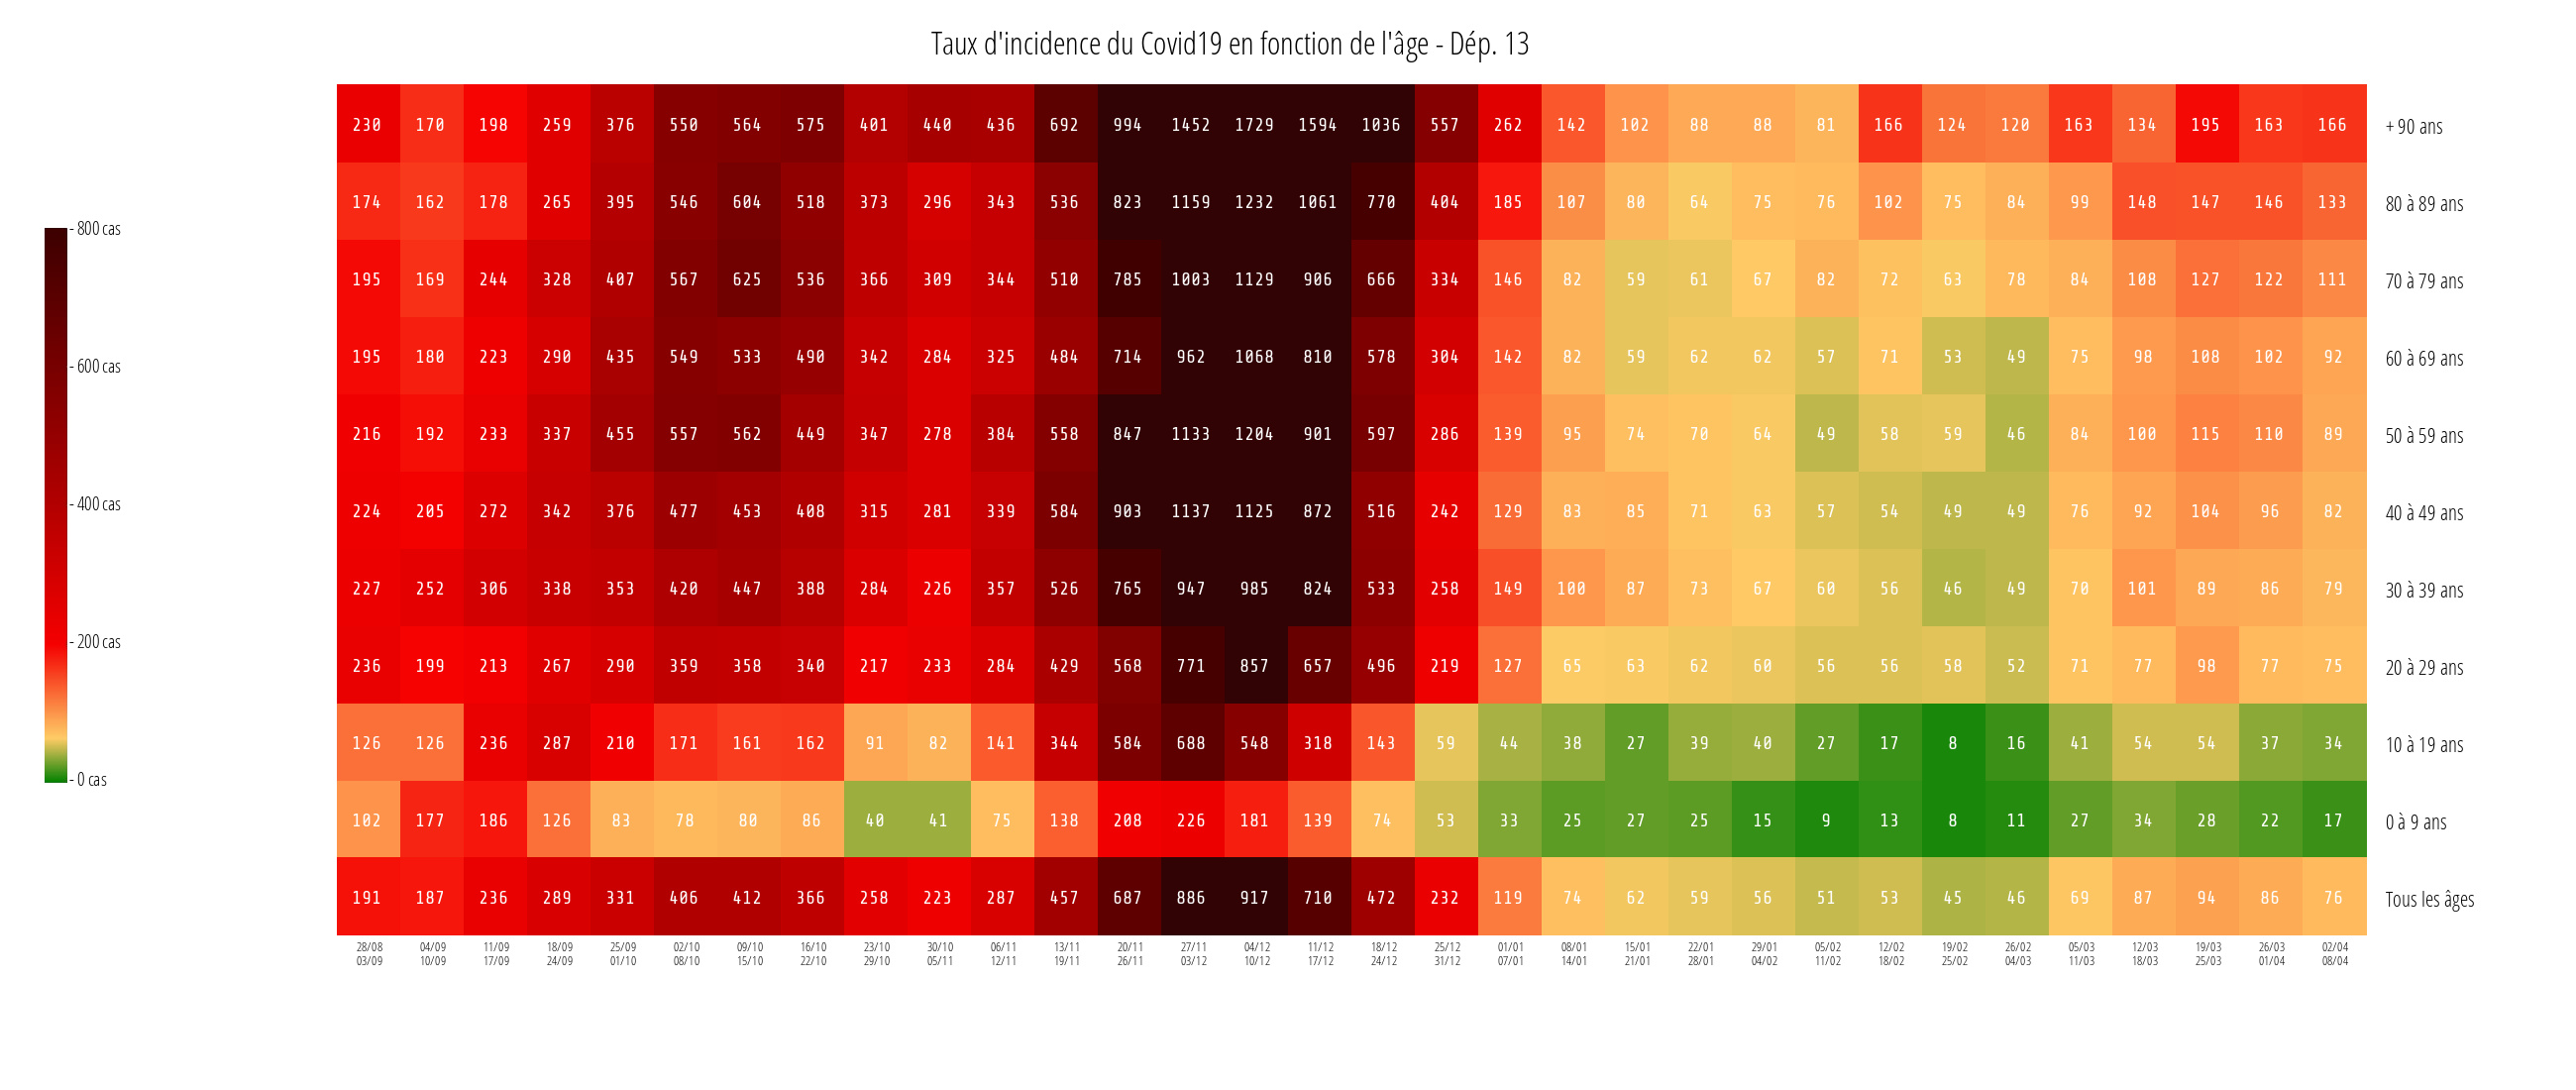 Taux d'incidence du Covid19 en fonction de l'âge - Dép. 13
- 800 cas
- 600 cas
- 400 cas
- 200 cas
- 0 cas
230 170 198 259 376 550 564 575 401 440 436 692 994 1452 1729 1594 1036 557 262 142 102 88 88 81 166 124 120 163 134 195 163 166 + 90 ans
174 162 178 265 395 546 604 518 373 296 343 536 823 1159 1232 1061 770 404 185 107 80 64 75 76 102 75 84 99 148 147 146 133 80 à 89 ans
195 169 244 328 407 567 625 536 366 309 344 510 785 1003 1129 906 666 334 146 82 59 61 67 82 72 63 78 84 108 127 122 111 70 à 79 ans
195 180 223 290 435 549 533 490 342 284 325 484 714 962 1068 810 578 304 142 82 59 62 62 57 71 53 49 75 98 108 102 92 60 à 69 ans
216 192 233 337 455 557 562 449 347 278 384 558 847 1133 1204 901 597 286 139 95 74 70 64 49 58 59 46 84 100 115 110 89 50 à 59 ans
224 205 272 342 376 477 453 408 315 281 339 584 903 1137 1125 872 516 242 129 83 85 71 63 57 54 49 49 76 92 104 96 82 40 à 49 ans
227 252 306 338 353 420 447 388 284 226 357 526 765 947 985 824 533 258 149 100 87 73 67 60 56 46 49 70 101 89 86 79 30 à 39 ans
236 199 213 267 290 359 358 340 217 233 284 429 568 771 857 657 496 219 127 65 63 62 60 56 56 58 52 71 77 98 77 75 20 à 29 ans
126 126 236 287 210 171 161 162 91 82 141 344 584 688 548 318 143 59 44 38 27 39 40 27 17 8 16 41 54 54 37 34 10 à 19 ans
102 177 186 126 83 78 80 86 40 41 75 138 208 226 181 139 74 53 33 25 27 25 15 9 13 8 11 27 34 28 22 17 0 à 9 ans
191 187 236 289 331 406 412 366 258 223 287 457 687 886 917 710 472 232 119 74 62 59 56 51 53 45 46 69 87 94 86 76 Tous les âges
28/08 04/09 11/09 18/09 25/09 02/10 09/10 16/10 23/10 30/10 06/11 13/11 20/11 27/11 04/12 11/12 18/12 25/12 01/01 08/01 15/01 22/01 29/01 05/02 12/02 19/02 26/02 05/03 12/03 19/03 26/03 02/04
03/09 10/09 17/09 24/09 01/10 08/10 15/10 22/10 29/10 05/11 12/11 19/11 26/11 03/12 10/12 17/12 24/12 31/12 07/01 14/01 21/01 28/01 04/02 11/02 18/02 25/02 04/03 11/03 18/03 25/03 01/04 08/04